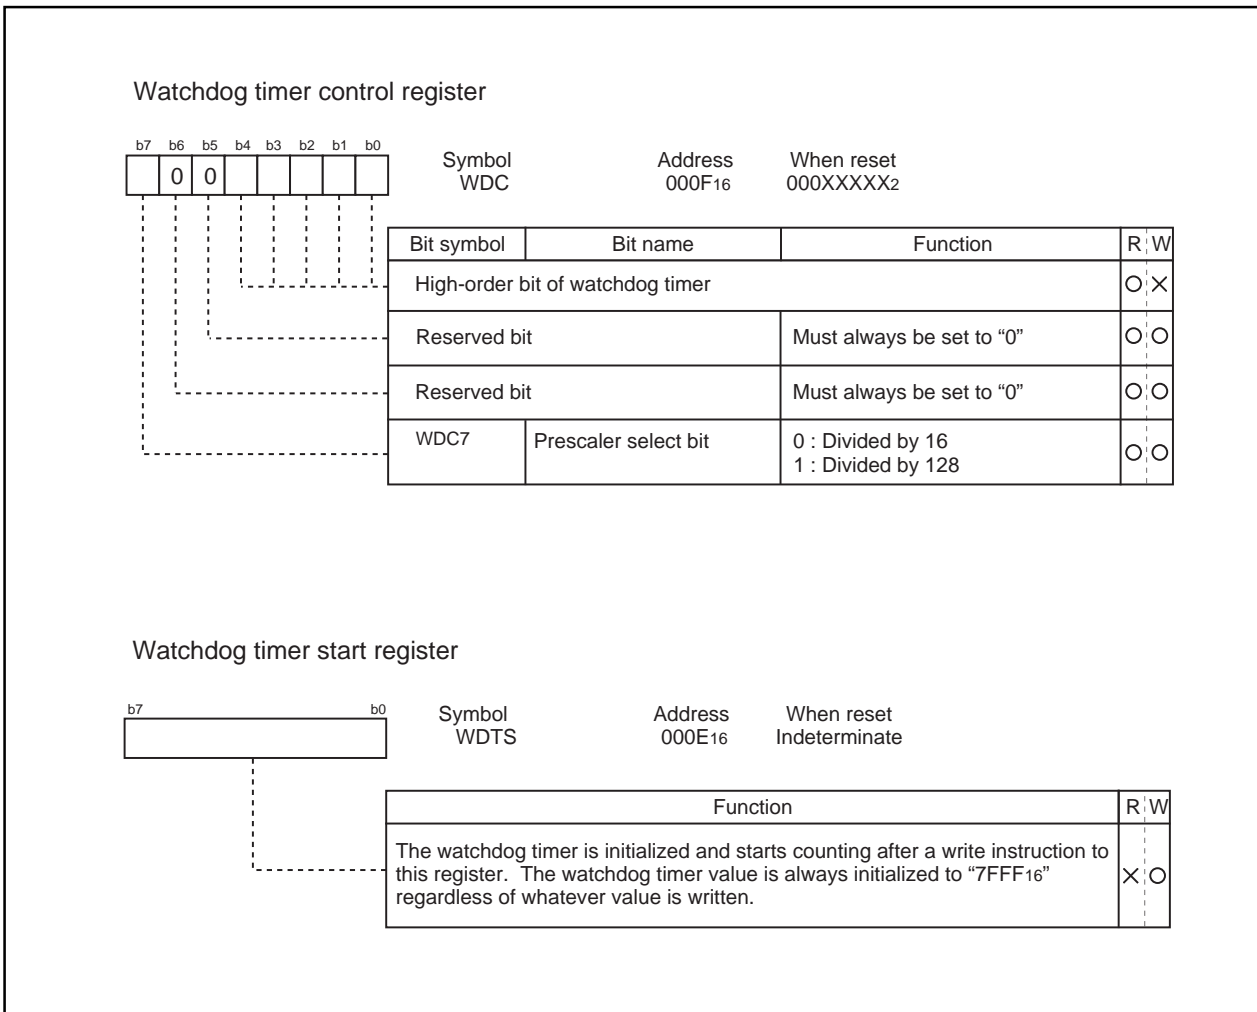 Watchdog timer control register
b7 b6 b5 b4 b3 b2 b1 b0
0 0
Symbol Address When reset
WDC 000F16 000XXXXX2
Bit symbol Bit name Function R W
High-order bit of watchdog timer
Reserved bit Must always be set to “0”
Reserved bit Must always be set to “0”
WDC7 Prescaler select bit 0 : Divided by 16
1 : Divided by 128
Watchdog timer start register
b7 b0
Symbol Address When reset
WDTS 000E16 Indeterminate
Function R W
The watchdog timer is initialized and starts counting after a write instruction to
this register. The watchdog timer value is always initialized to “7FFF16”
regardless of whatever value is written.